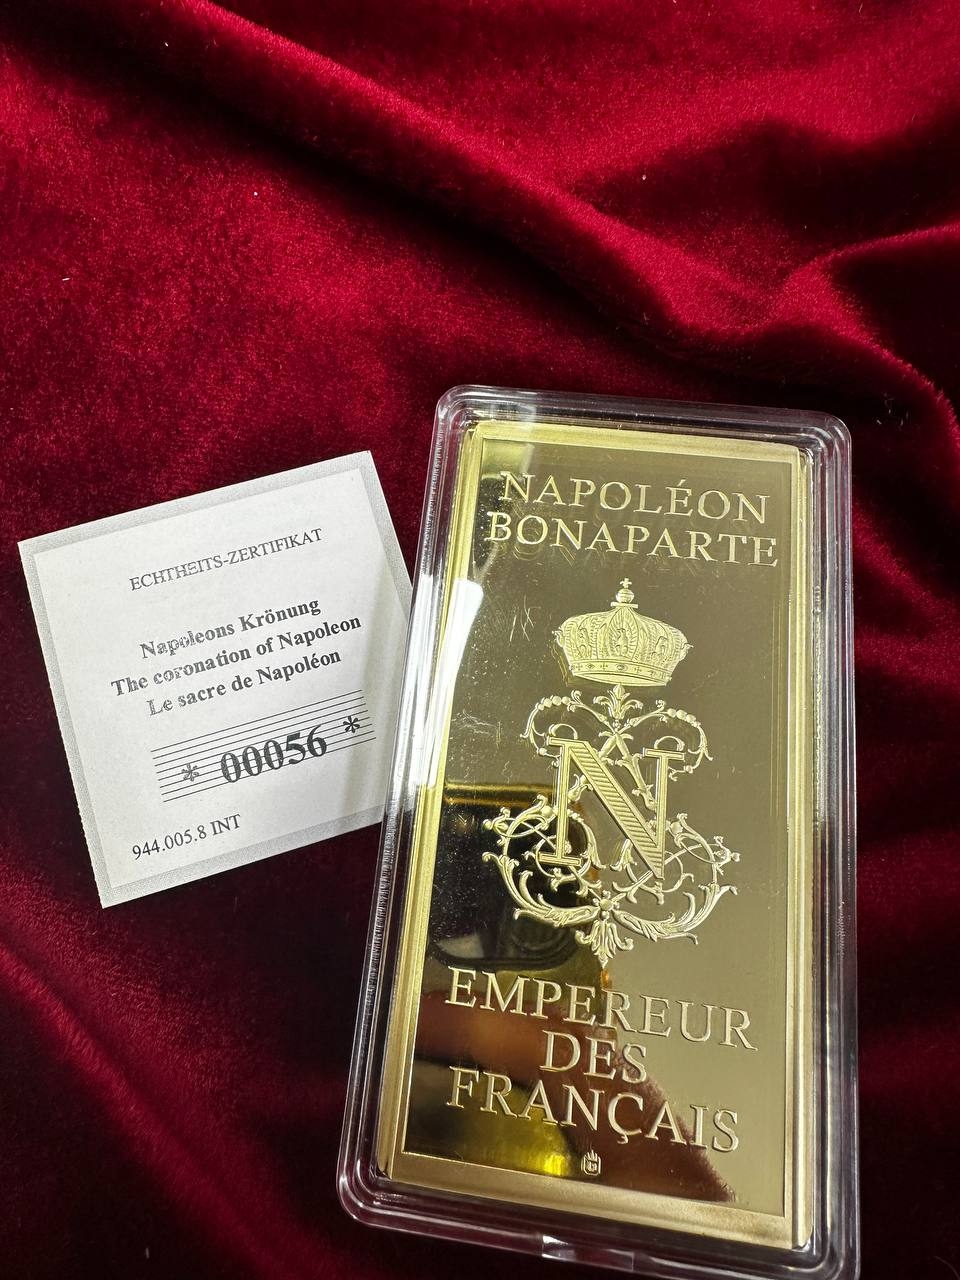 ECHTHEITS-ZERTIFIKAT
Napoleons Krönung
The coronation of Napoleon
Le sacre de Napoléon
* 00056 *
944.005.8 INT
NAPOLÉON
BONAPARTE
N
EMPEREUR
DES
FRANÇAIS